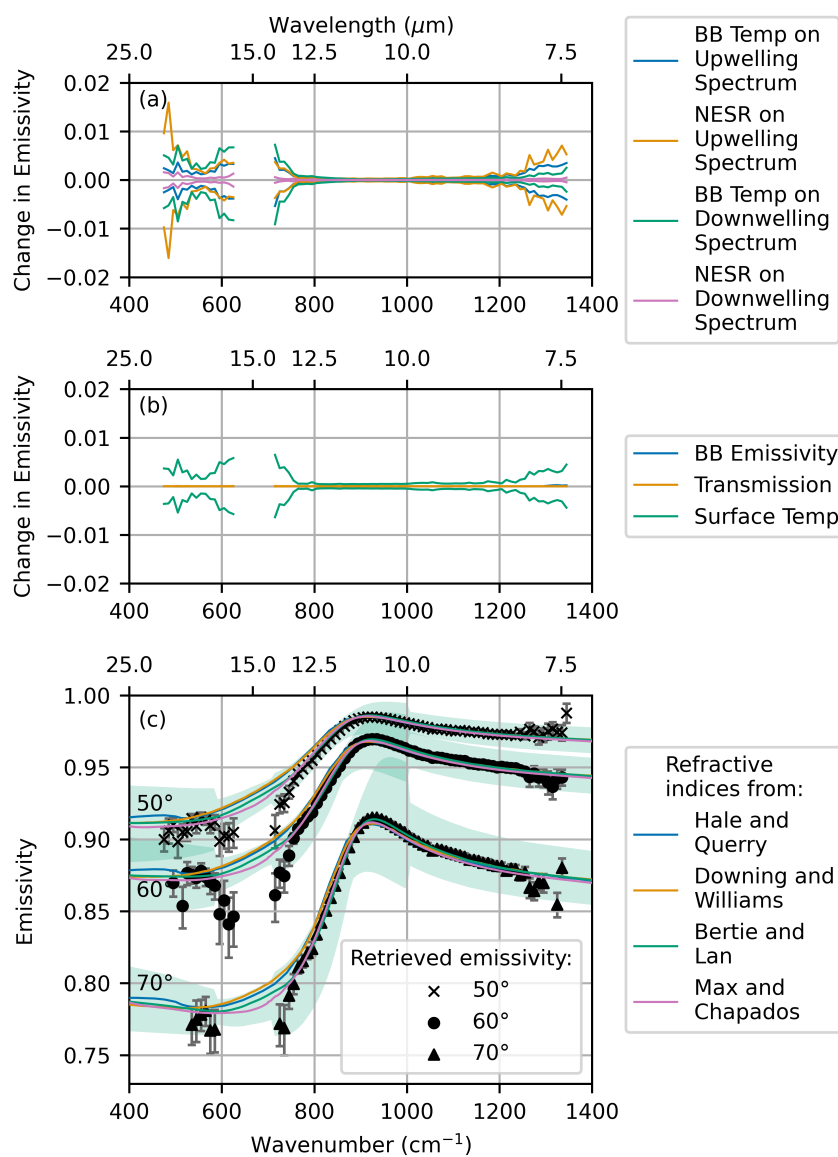 Wavelength (μm)
25.0 15.0 12.5 10.0 7.5
0.02
0.01
0.00
−0.01
−0.02
Change in Emissivity
(a)
400 600 800 1000 1200 1400
BB Temp on
Upwelling
Spectrum
NESR on
Upwelling
Spectrum
BB Temp on
Downwelling
Spectrum
NESR on
Downwelling
Spectrum
25.0 15.0 12.5 10.0 7.5
0.02
0.01
0.00
−0.01
−0.02
Change in Emissivity
(b)
400 600 800 1000 1200 1400
BB Emissivity
Transmission
Surface Temp
25.0 15.0 12.5 10.0 7.5
1.00
0.95
0.90
0.85
0.80
0.75
Emissivity
(c)
50°
60
70°
Retrieved emissivity:
50°
60°
70°
400 600 800 1000 1200 1400
Wavenumber (cm⁻¹)
Refractive
indices from:
Hale and
Querry
Downing and
Williams
Bertie and
Lan
Max and
Chapados